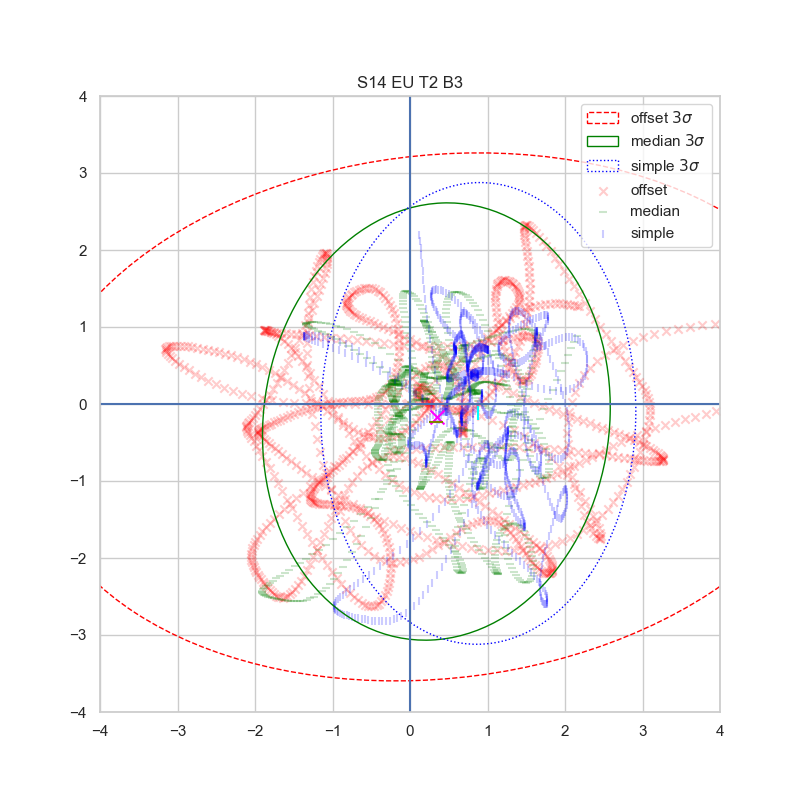 S14 EU T2 B3
offset 3σ
median 3σ
simple 3σ
offset
median
simple
4
3
2
1
0
−1
−2
−3
−4
−4 −3 −2 −1 0 1 2 3 4